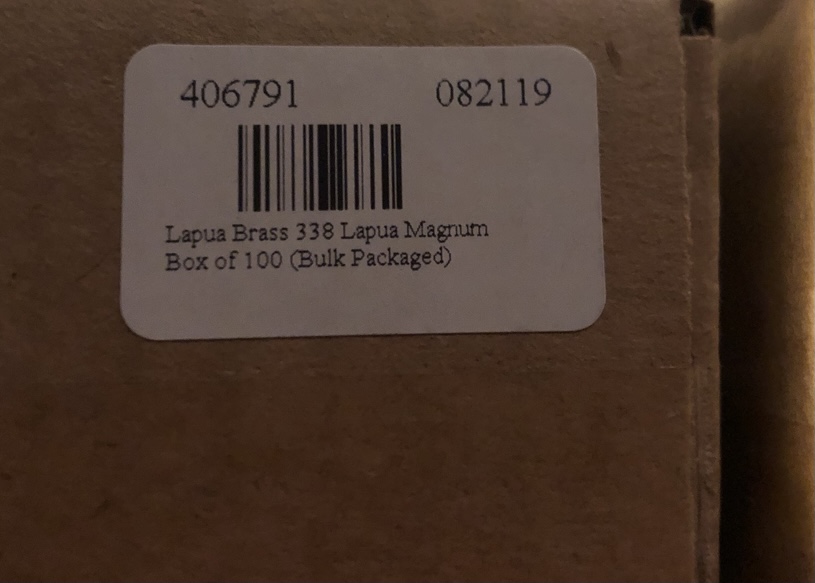 406791 082119
Lapua Brass 338 Lapua Magnum
Box of 100 (Bulk Packaged)